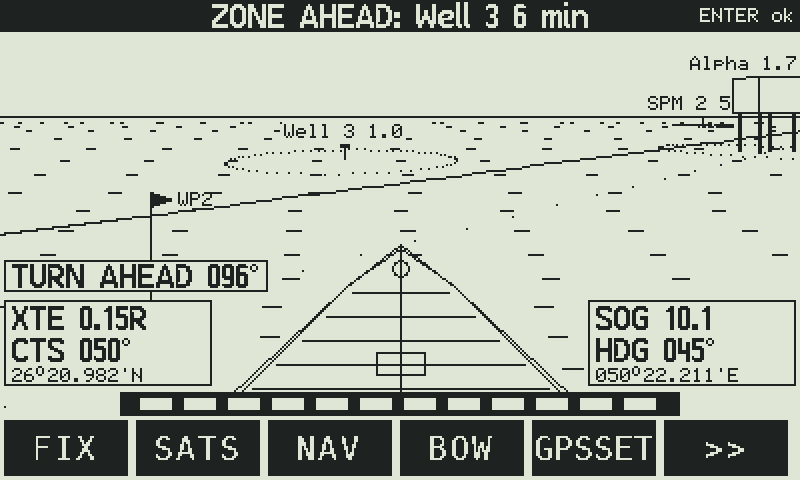 ZONE AHEAD: Well 3 6 min
ENTER ok
Alpha 1.7
SPM 2 5
Well 3 1.0
WP2
TURN AHEAD 096°
XTE 0.15R
CTS 050°
26°20.982'N
SOG 10.1
HDG 045°
050°22.211'E
FIX
SATS
NAV
BOW
GPSSET
>>